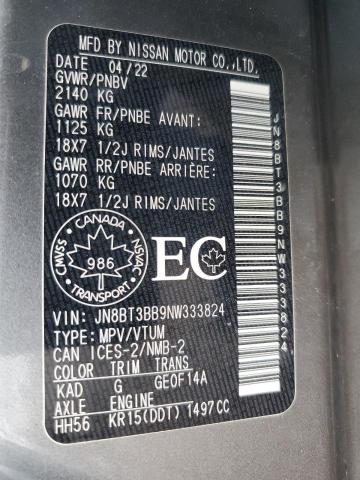 MFD BY NISSAN MOTOR CO.,LTD.
DATE 04/22
GVWR/PNBV
2140 KG
GAWR FR/PNBE AVANT:
1125 KG
18X7 1/2J RIMS/JANTES
GAWR RR/PNBE ARRIÈRE:
1070 KG
18X7 1/2J RIMS/JANTES
CANADA
CMVSS
986
NSVAC
TRANSPORT
EC
VIN: JN8BT3BB9NW333824
TYPE: MPV/VTUM
CAN ICES-2/NMB-2
COLOR TRIM TRANS
KAD G GE0F14A
AXLE ENGINE
HH56 KR15(DDT) 1497CC
JN8BT3BB9NW333824